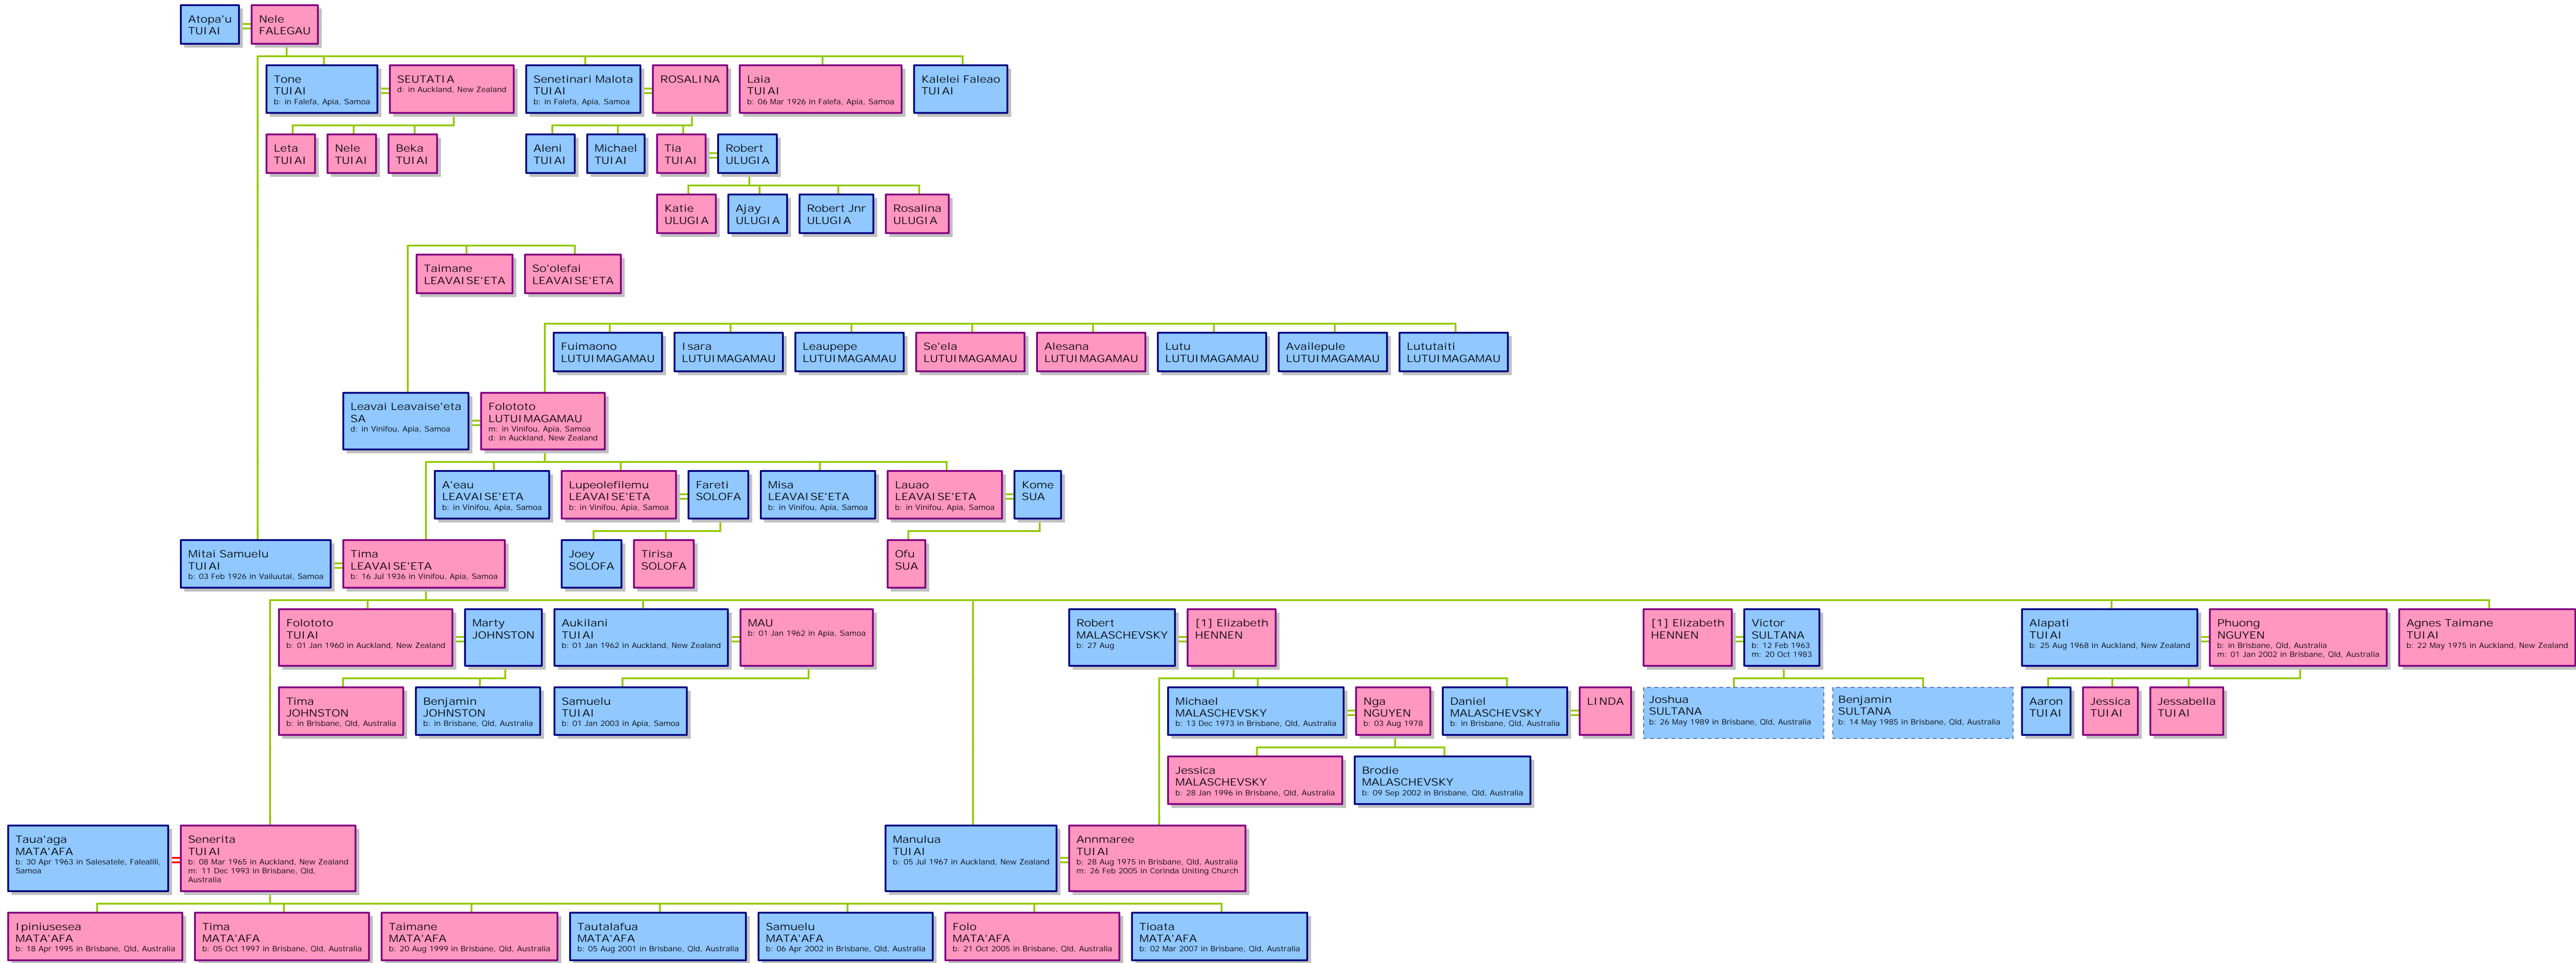 Atopa'u
TUIAI
Nele
FALEGAU
Tone
TUIAI
b: in Falefa, Apia, Samoa
SEUTATIA
d: in Auckland, New Zealand
Senetinari Malota
TUIAI
b: in Falefa, Apia, Samoa
ROSALINA
Laia
TUIAI
b: 06 Mar 1926 in Falefa, Apia, Samoa
Kalelei Faleao
TUIAI
Leta
TUIAI
Nele
TUIAI
Beka
TUIAI
Aleni
TUIAI
Michael
TUIAI
Tia
TUIAI
Robert
ULUGIA
Katie
ULUGIA
Ajay
ULUGIA
Robert Jnr
ULUGIA
Rosalina
ULUGIA
Taimane
LEAVAISE'ETA
So'olefai
LEAVAISE'ETA
Fuimaono
LUTUIMAGAMAU
Isara
LUTUIMAGAMAU
Leaupepe
LUTUIMAGAMAU
Se'ela
LUTUIMAGAMAU
Alesana
LUTUIMAGAMAU
Lutu
LUTUIMAGAMAU
Availepule
LUTUIMAGAMAU
Lututaiti
LUTUIMAGAMAU
Leavai Leavaise'eta
SA
d: in Vinifou, Apia, Samoa
Folototo
LUTUIMAGAMAU
m: in Vinifou, Apia, Samoa
d: in Auckland, New Zealand
A'eau
LEAVAISE'ETA
b: in Vinifou, Apia, Samoa
Lupeolefilemu
LEAVAISE'ETA
b: in Vinifou, Apia, Samoa
Fareti
SOLOFA
Misa
LEAVAISE'ETA
b: in Vinifou, Apia, Samoa
Lauao
LEAVAISE'ETA
b: in Vinifou, Apia, Samoa
Kome
SUA
Mitai Samuelu
TUIAI
b: 03 Feb 1926 in Vailuutai, Samoa
Tima
LEAVAISE'ETA
b: 16 Jul 1936 in Vinifou, Apia, Samoa
Joey
SOLOFA
Tirisa
SOLOFA
Ofu
SUA
Folototo
TUIAI
b: 01 Jan 1960 in Auckland, New Zealand
Marty
JOHNSTON
Aukilani
TUIAI
b: 01 Jan 1962 in Auckland, New Zealand
MAU
b: 01 Jan 1962 in Apia, Samoa
Robert
MALASCHEVSKY
b: 27 Aug
[1] Elizabeth
HENNEN
[1] Elizabeth
HENNEN
Victor
SULTANA
b: 12 Feb 1963
m: 20 Oct 1983
Alapati
TUIAI
b: 25 Aug 1968 in Auckland, New Zealand
Phuong
NGUYEN
b: in Brisbane, Qld, Australia
m: 01 Jan 2002 in Brisbane, Qld, Australia
Agnes Taimane
TUIAI
b: 22 May 1975 in Auckland, New Zealand
Tima
JOHNSTON
b: in Brisbane, Qld, Australia
Benjamin
JOHNSTON
b: in Brisbane, Qld, Australia
Samuelu
TUIAI
b: 01 Jan 2003 in Apia, Samoa
Michael
MALASCHEVSKY
b: 13 Dec 1973 in Brisbane, Qld, Australia
Nga
NGUYEN
b: 03 Aug 1978
Daniel
MALASCHEVSKY
b: in Brisbane, Qld, Australia
LINDA
Joshua
SULTANA
b: 26 May 1989 in Brisbane, Qld, Australia
Benjamin
SULTANA
b: 14 May 1985 in Brisbane, Qld, Australia
Aaron
TUIAI
Jessica
TUIAI
Jessabella
TUIAI
Jessica
MALASCHEVSKY
b: 28 Jan 1996 in Brisbane, Qld, Australia
Brodie
MALASCHEVSKY
b: 09 Sep 2002 in Brisbane, Qld, Australia
Taua'aga
MATA'AFA
b: 30 Apr 1963 in Salesatele, Falealili,
Samoa
Senerita
TUIAI
b: 08 Mar 1965 in Auckland, New Zealand
m: 11 Dec 1993 in Brisbane, Qld,
Australia
Manulua
TUIAI
b: 05 Jul 1967 in Auckland, New Zealand
Annmaree
TUIAI
b: 28 Aug 1975 in Brisbane, Qld, Australia
m: 26 Feb 2005 in Corinda Uniting Church
Ipiniusesea
MATA'AFA
b: 18 Apr 1995 in Brisbane, Qld, Australia
Tima
MATA'AFA
b: 05 Oct 1997 in Brisbane, Qld, Australia
Taimane
MATA'AFA
b: 20 Aug 1999 in Brisbane, Qld, Australia
Tautalafua
MATA'AFA
b: 05 Aug 2001 in Brisbane, Qld, Australia
Samuelu
MATA'AFA
b: 06 Apr 2002 in Brisbane, Qld, Australia
Folo
MATA'AFA
b: 21 Oct 2005 in Brisbane, Qld, Australia
Tioata
MATA'AFA
b: 02 Mar 2007 in Brisbane, Qld, Australia